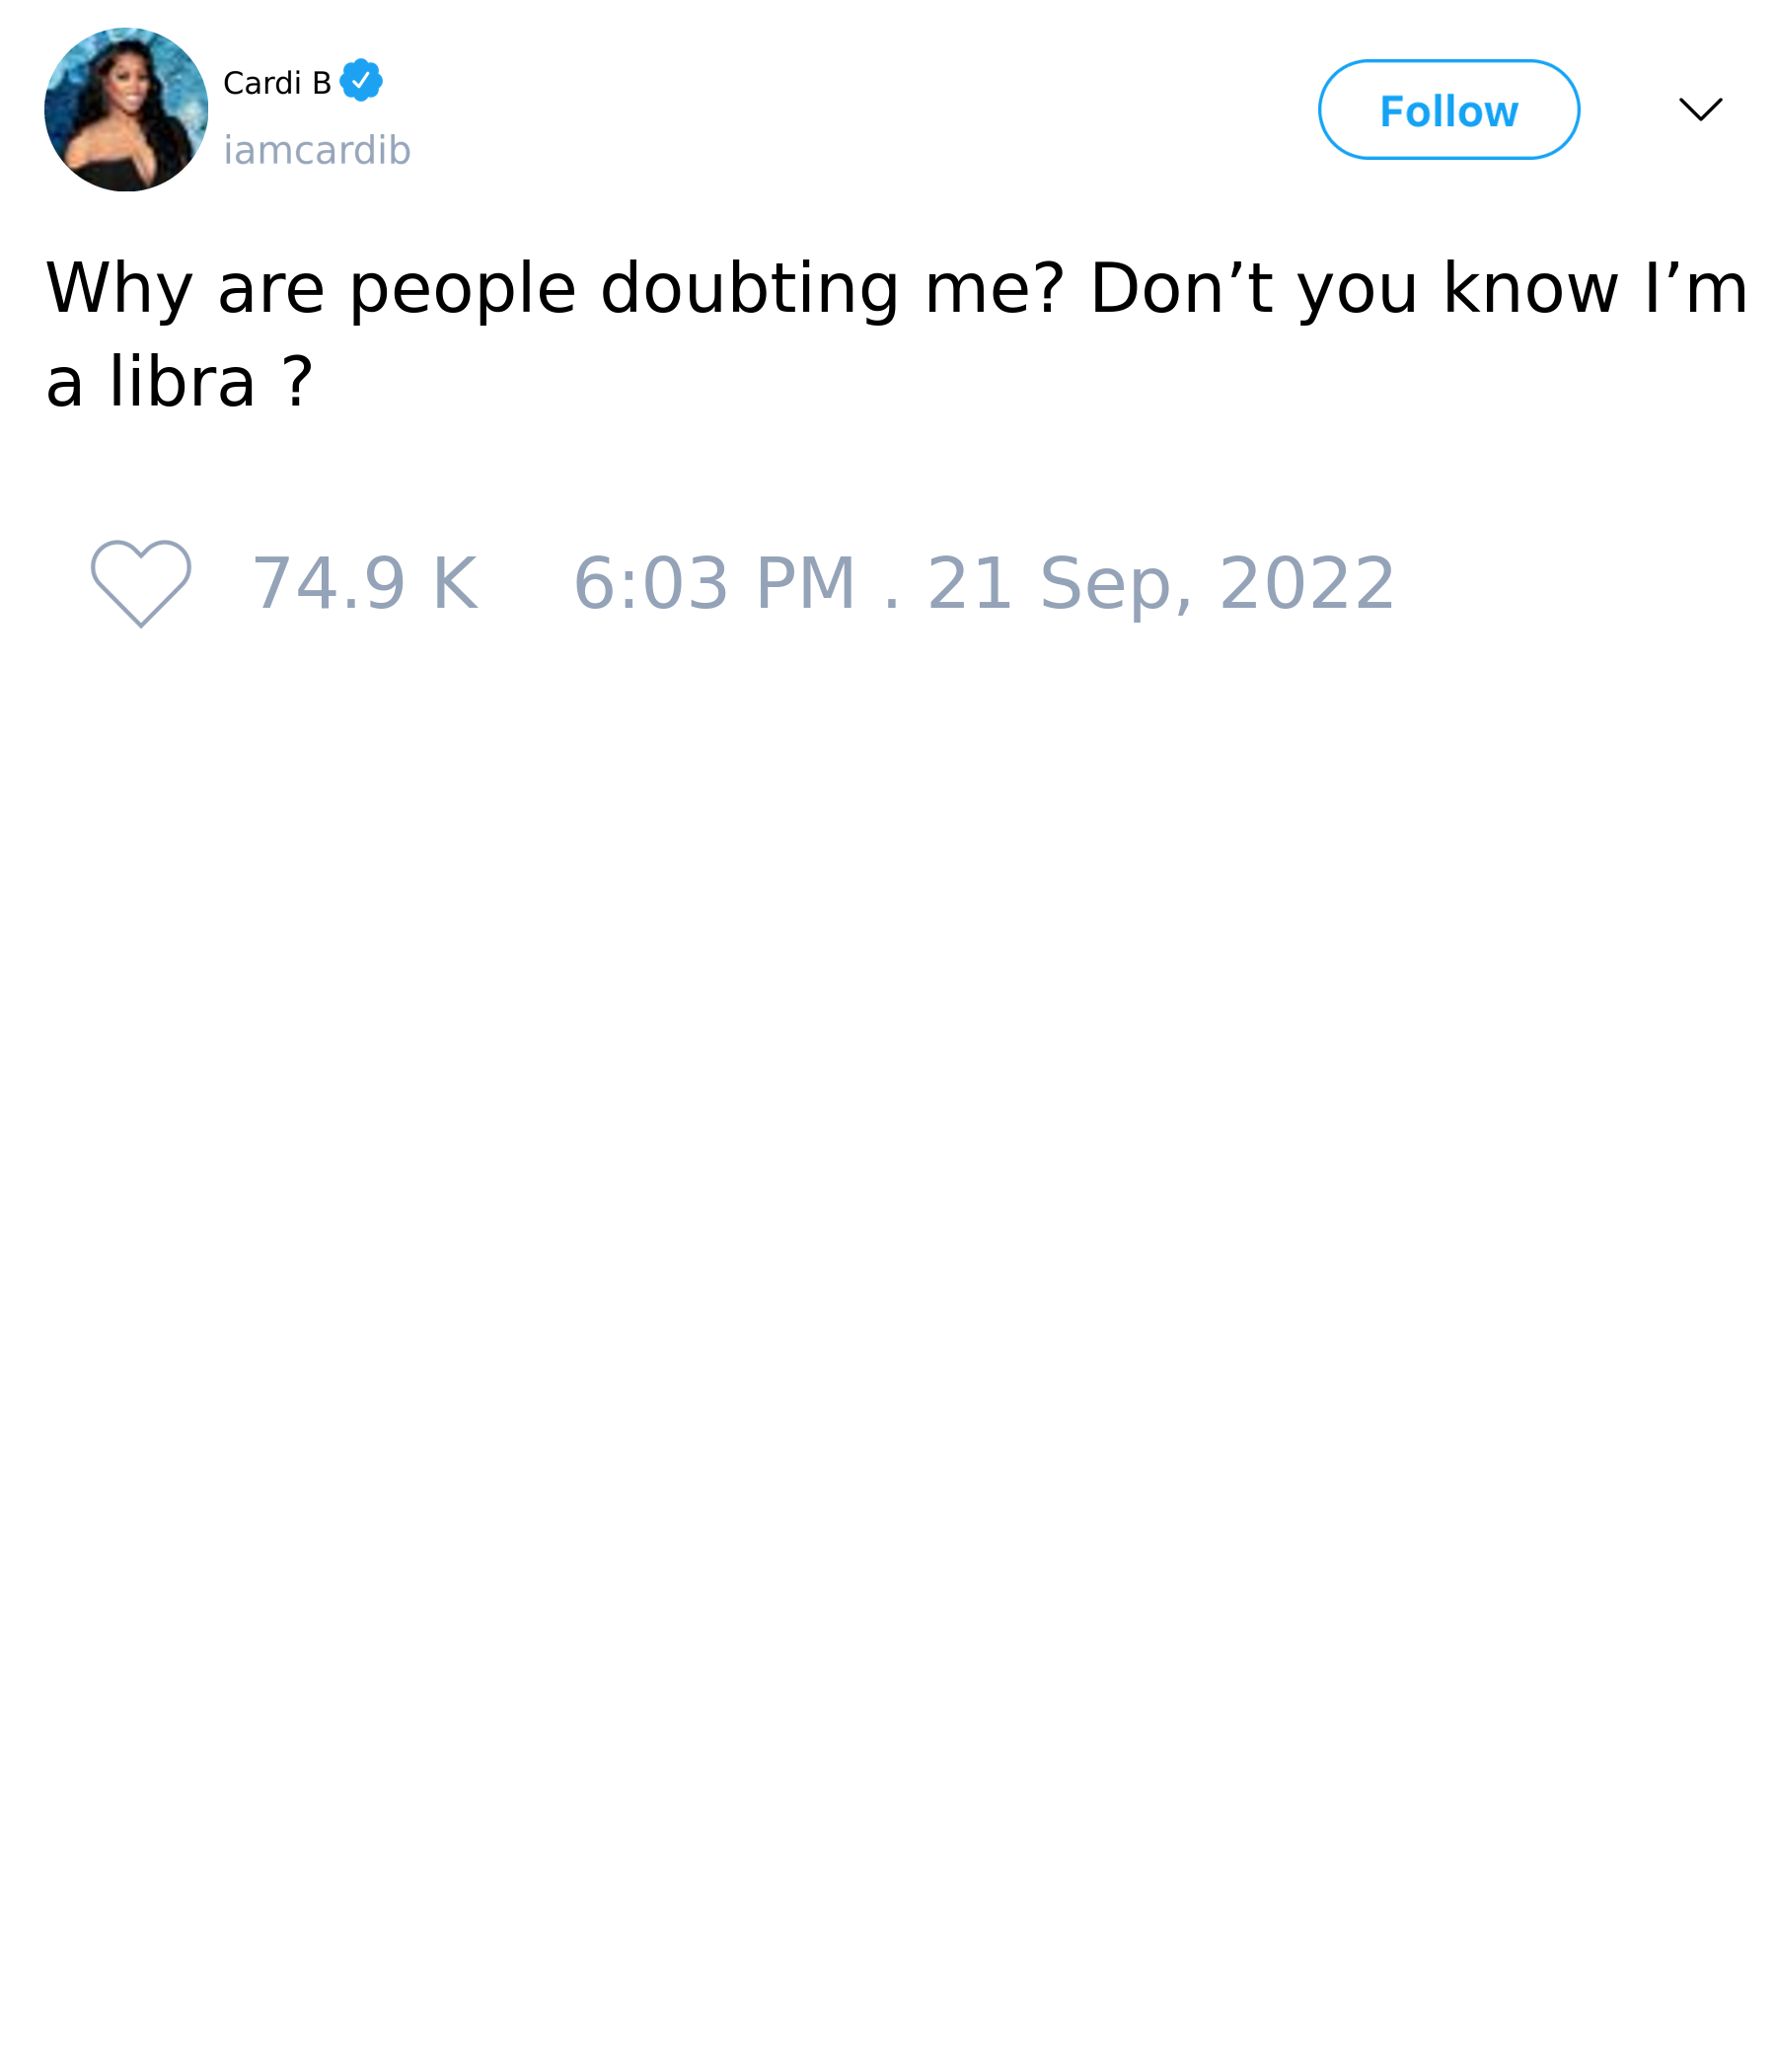 Cardi B
iamcardib
Follow
Why are people doubting me? Don’t you know I’m
a libra ?
74.9 K 6:03 PM . 21 Sep, 2022